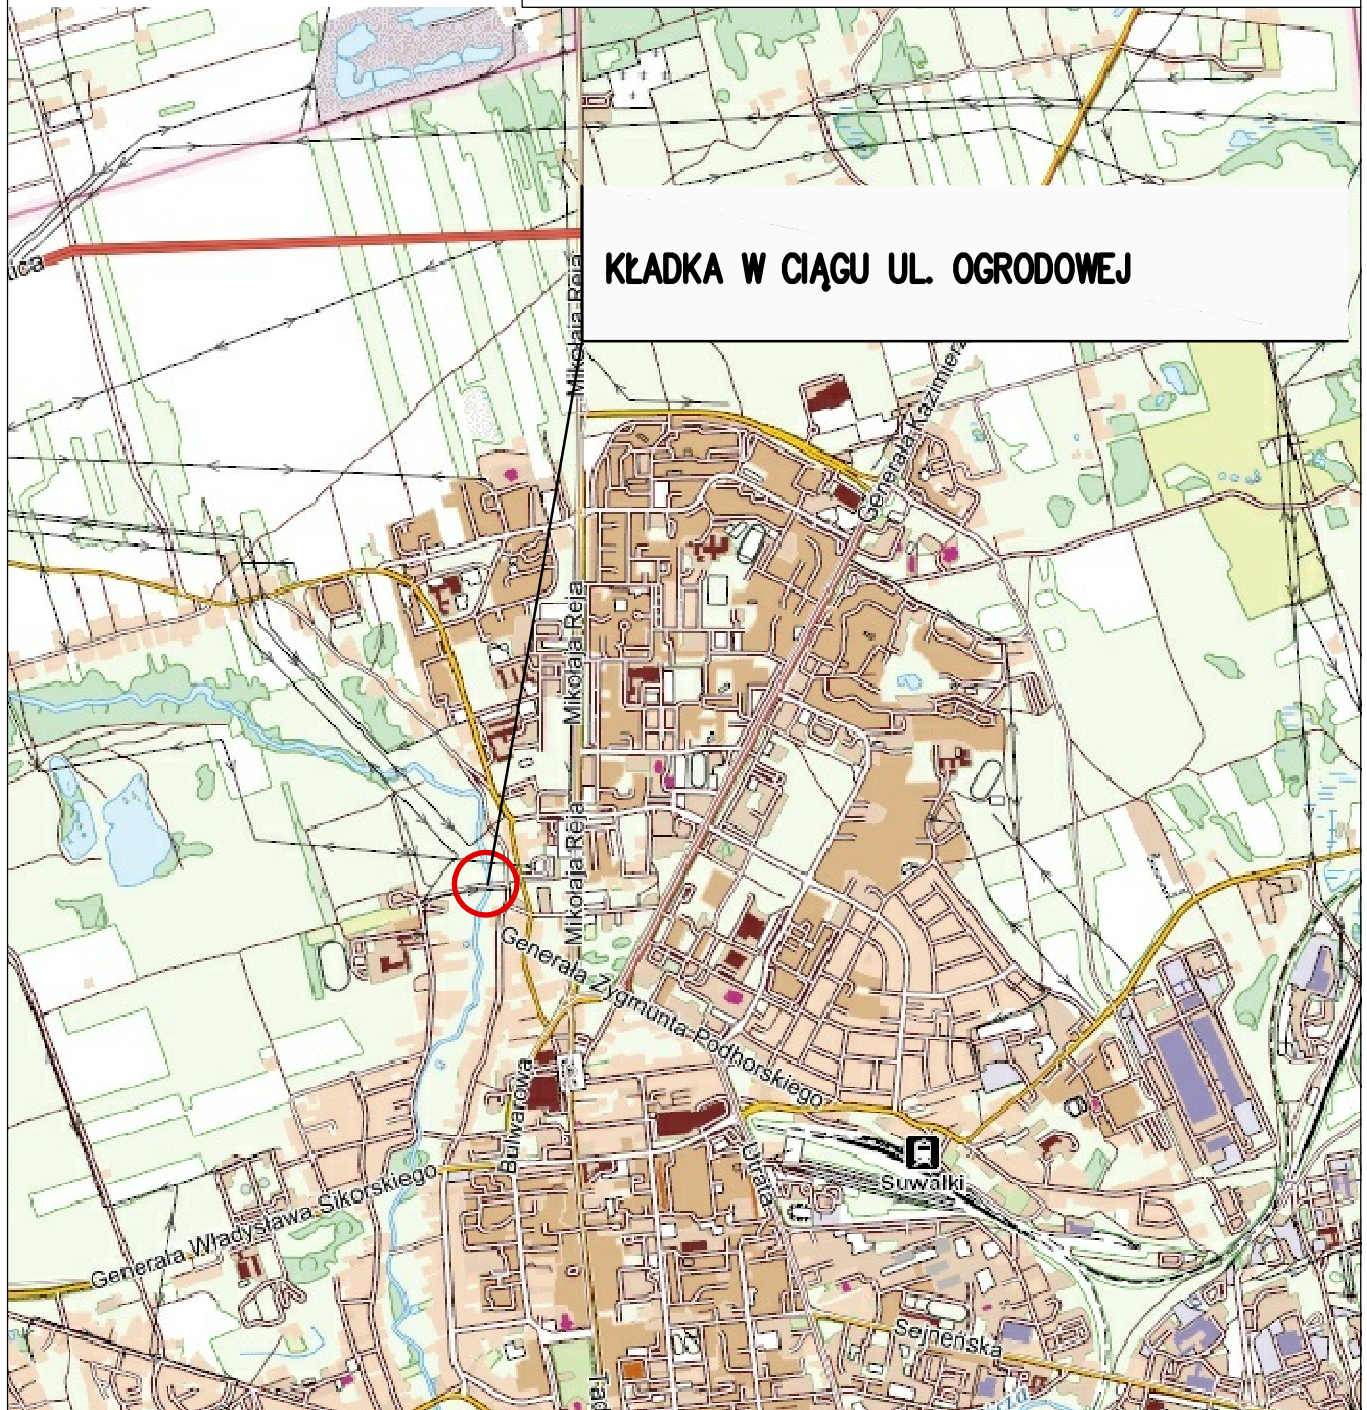 KŁADKA W CIĄGU UL. OGRODOWEJ
Mikołaja Reja
Generała Kazimierz
Mikołaja Reja
Mikołaja Reja
Generała Zygmunta Podhorskiego
Bulwarowa
Utrata
Suwałki
Generała Władysława Sikorskiego
Sejneńska